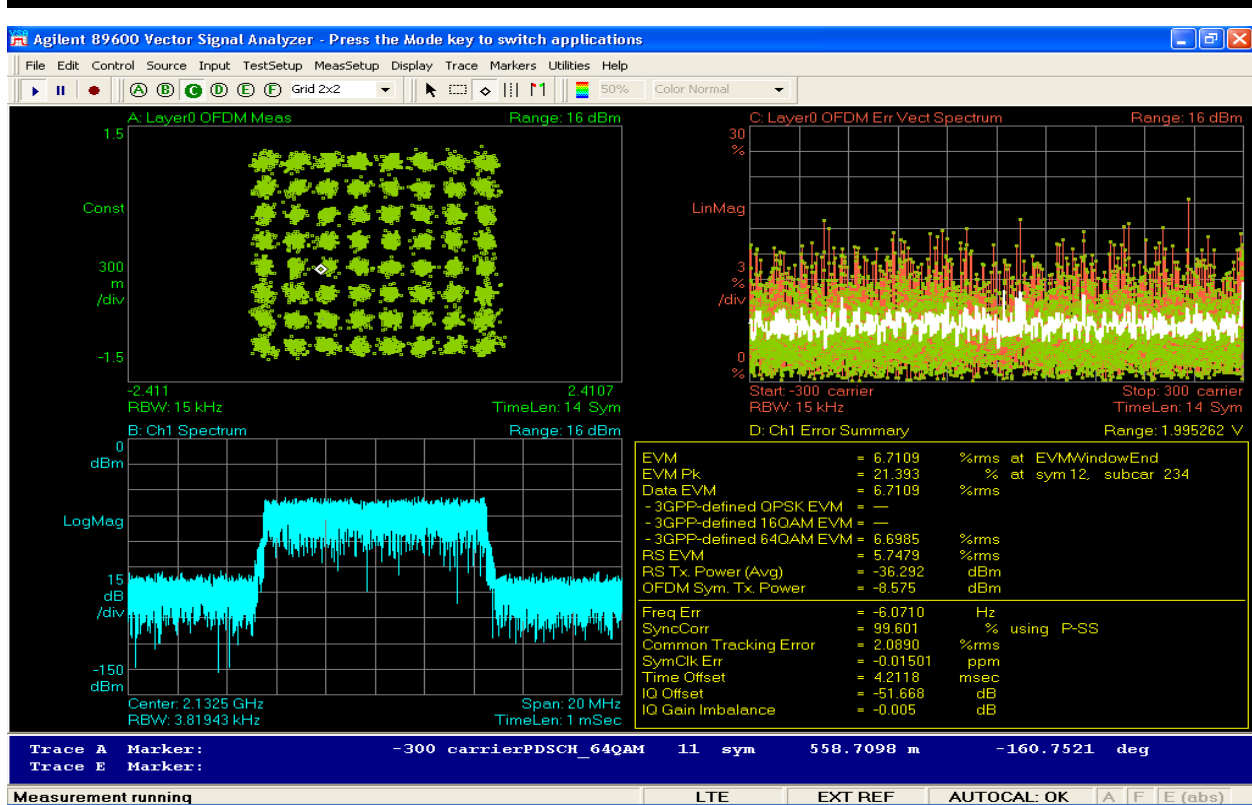 Agilent 89600 Vector Signal Analyzer - Press the Mode key to switch applications
File Edit Control Source Input TestSetup MeasSetup Display Trace Markers Utilities Help
A B C D E F Grid 2x2 50% Color Normal
A: Layer0 OFDM Meas Range: 16 dBm
1.5
Const
300
m
/div
-1.5
-2.411 2.4107
RBW: 15 kHz TimeLen: 14 Sym
C: Layer0 OFDM Err Vect Spectrum Range: 16 dBm
30
%
LinMag
3
%
/div
0
%
Start: -300 carrier Stop: 300 carrier
RBW: 15 kHz TimeLen: 14 Sym
B: Ch1 Spectrum Range: 16 dBm
0
dBm
LogMag
15
dB
/div
-150
dBm
Center: 2.1325 GHz Span: 20 MHz
RBW: 3.81943 kHz TimeLen: 1 mSec
D: Ch1 Error Summary Range: 1.995262 V
EVM = 6.7109 %rms at EVMWindowEnd
EVM Pk = 21.393 % at sym 12, subcar 234
Data EVM = 6.7109 %rms
- 3GPP-defined QPSK EVM = —
- 3GPP-defined 16QAM EVM = —
- 3GPP-defined 64QAM EVM = 6.6985 %rms
RS EVM = 5.7479 %rms
RS Tx. Power (Avg) = -36.292 dBm
OFDM Sym. Tx. Power = -8.575 dBm
Freq Err = -6.0710 Hz
SyncCorr = 99.601 % using P-SS
Common Tracking Error = 2.0890 %rms
SymClk Err = -0.01501 ppm
Time Offset = 4.2118 msec
IQ Offset = -51.668 dB
IQ Gain Imbalance = -0.005 dB
Trace A Marker: -300 carrierPDSCH_64QAM 11 sym 558.7098 m -160.7521 deg
Trace E Marker:
Measurement running LTE EXT REF AUTOCAL: OK A F E (abs)